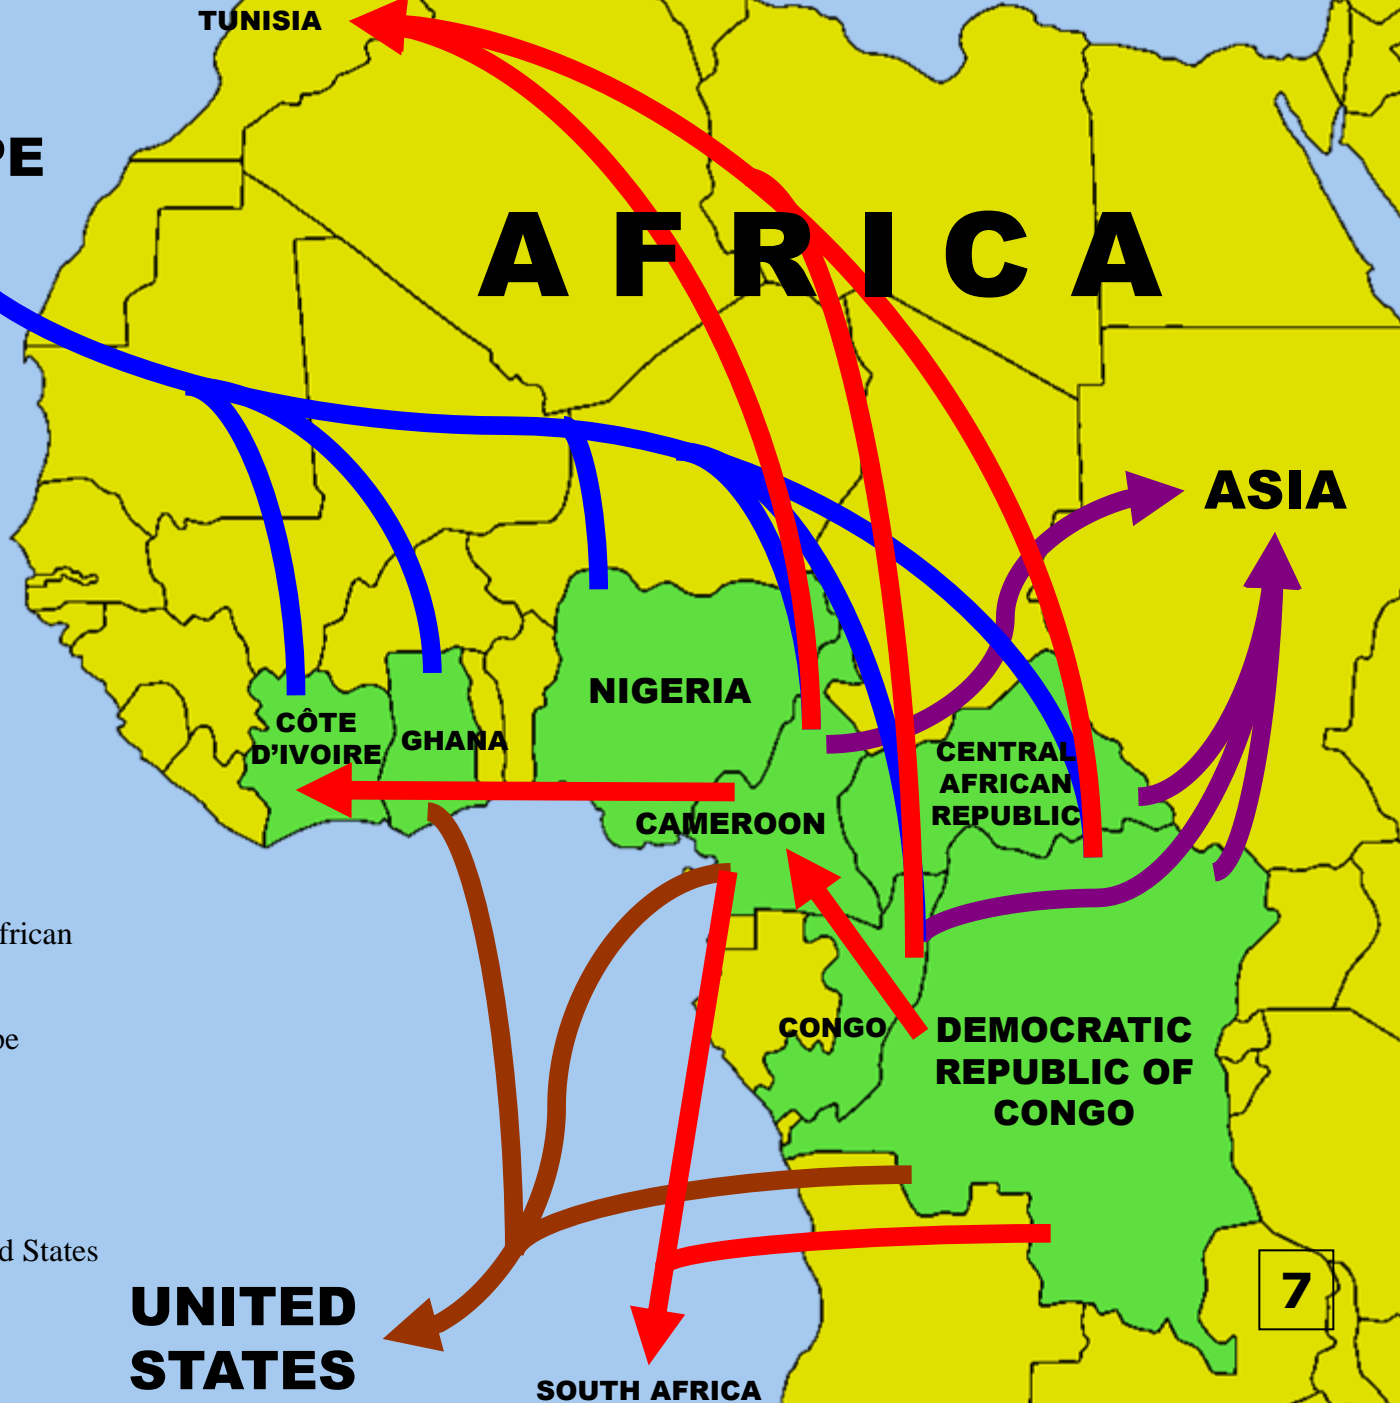 TUNISIA
PE
AFRICA
ASIA
NIGERIA
CÔTE
D'IVOIRE
GHANA
CENTRAL
AFRICAN
REPUBLIC
CAMEROON
frican
CONGO
DEMOCRATIC
REPUBLIC OF
CONGO
pe
d States
UNITED
STATES
7
SOUTH AFRICA